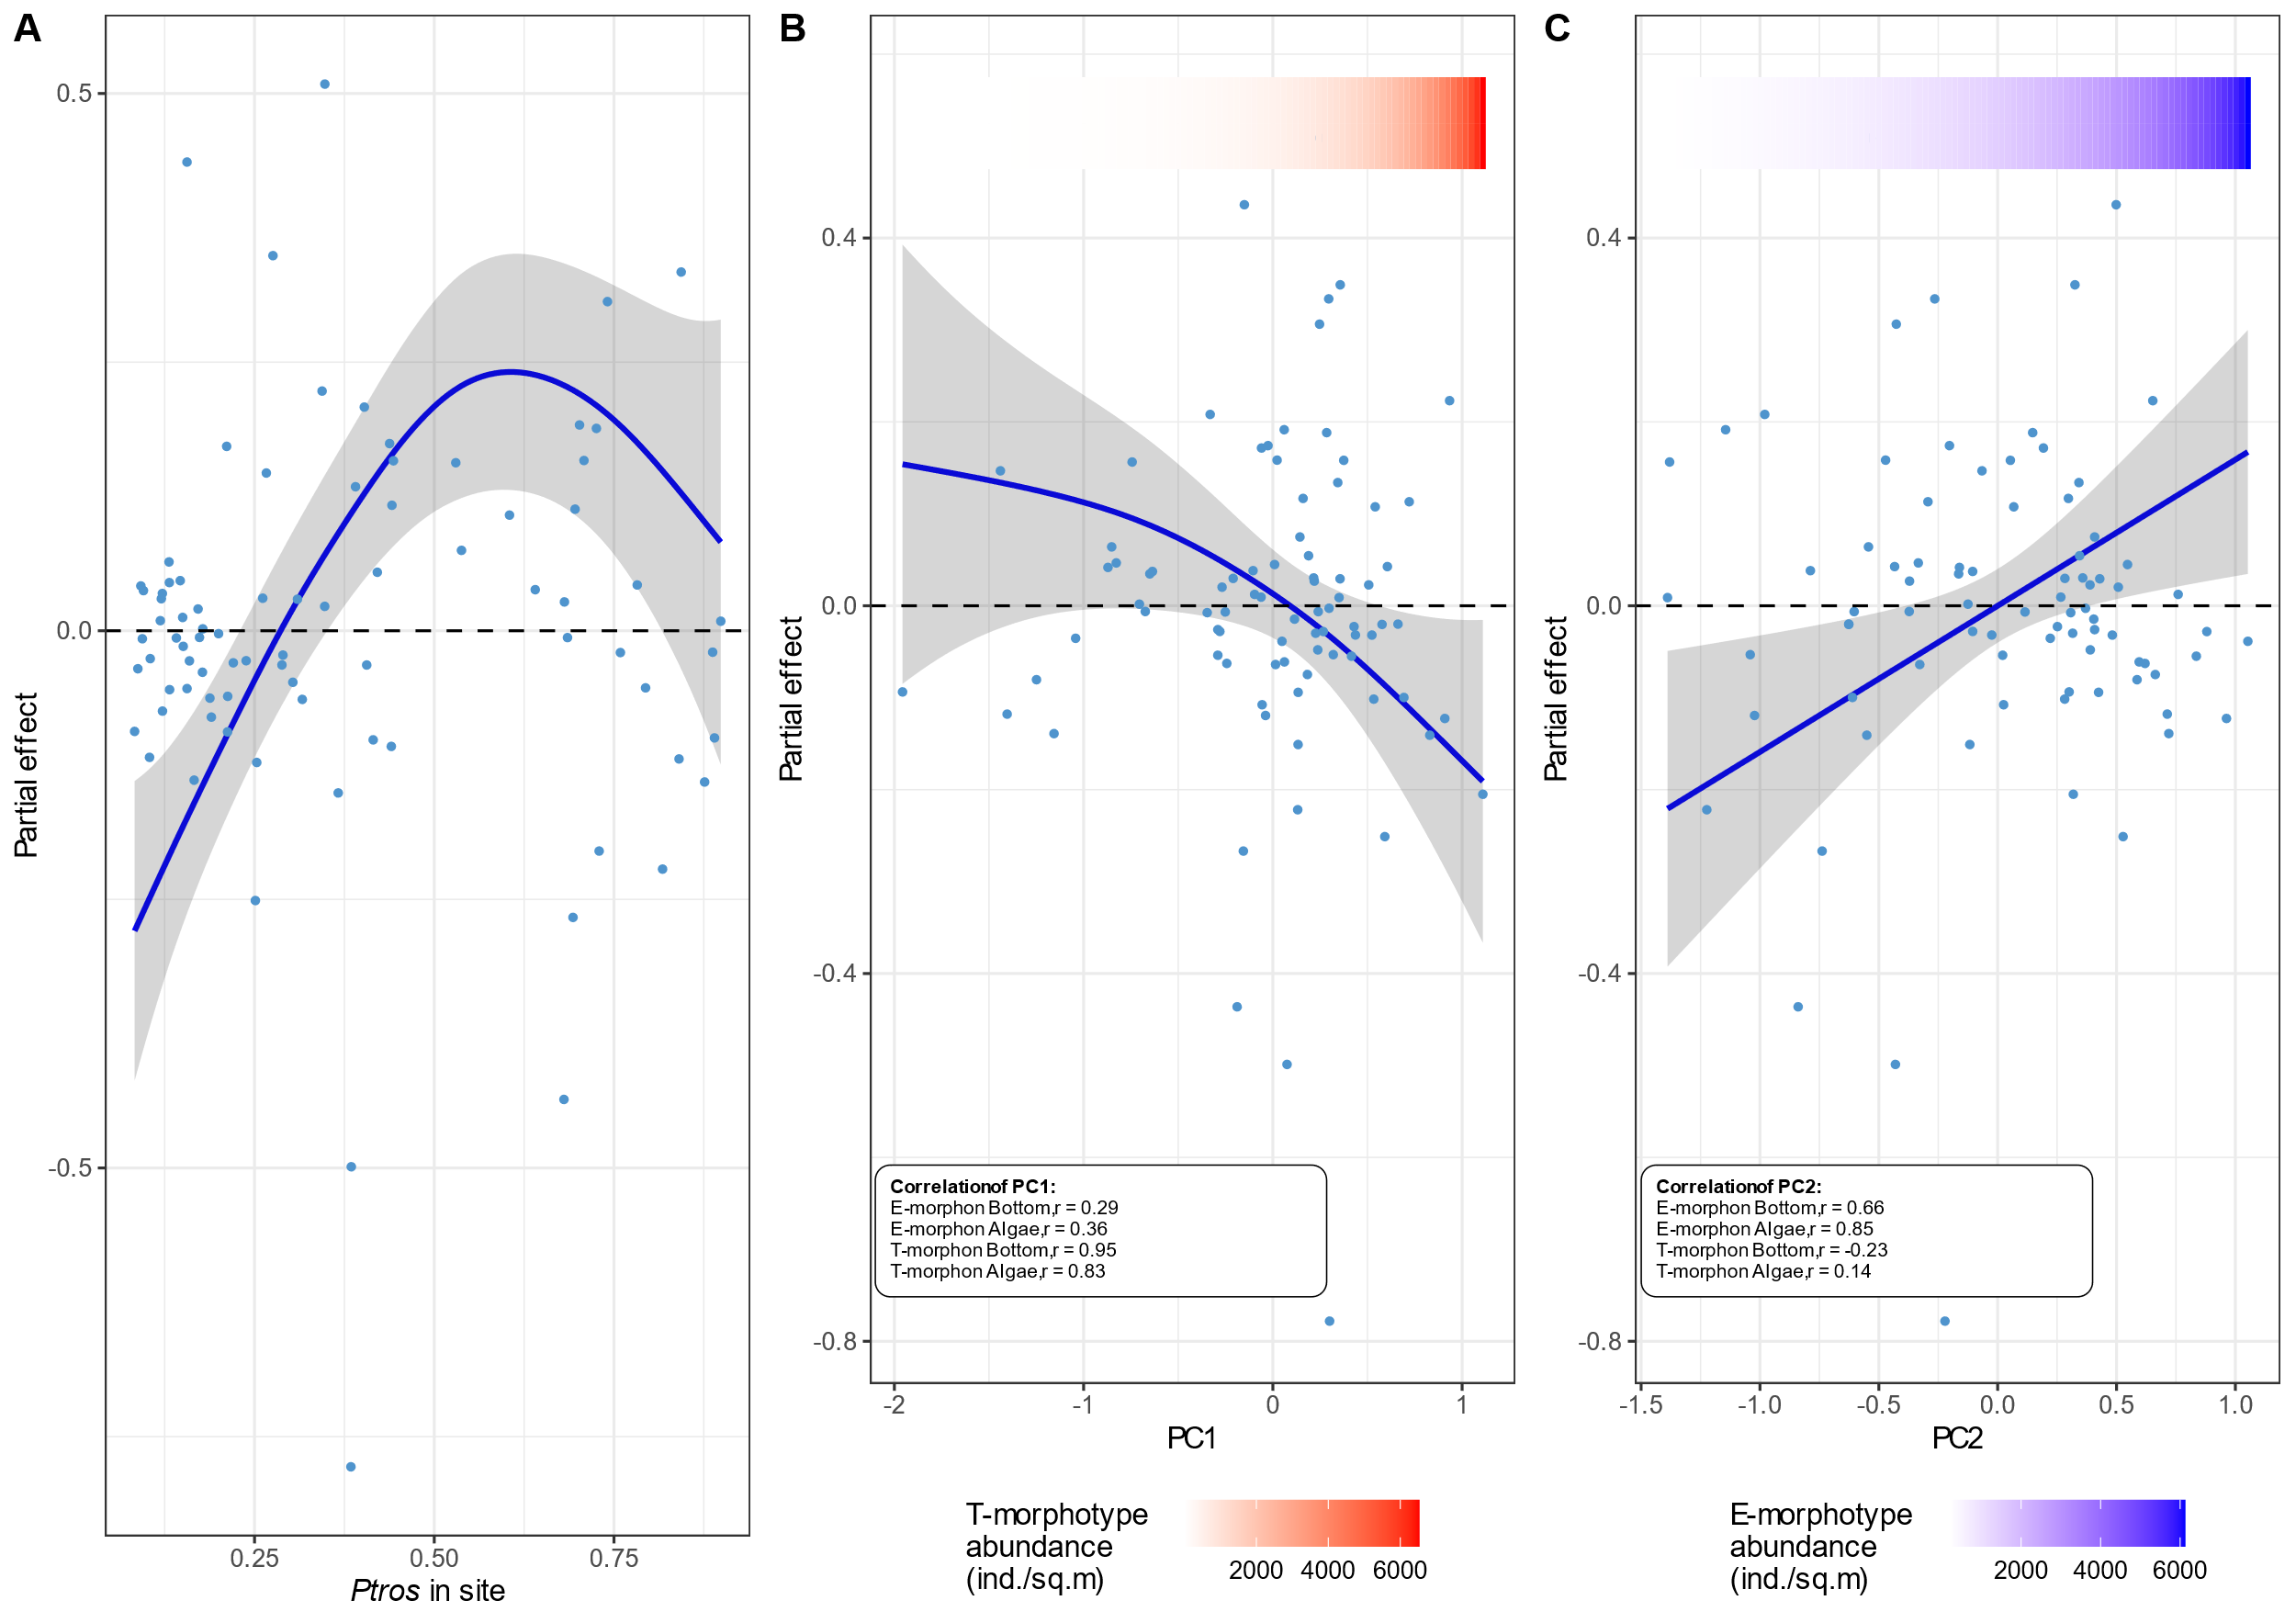 A
B
C
0.5
0.0
-0.5
Partial effect
0.25
0.50
0.75
Ptros in site
0.4
0.0
-0.4
-0.8
Partial effect
Correlationof PC1:
E-morphon Bottom,r = 0.29
E-morphon Algae,r = 0.36
T-morphon Bottom,r = 0.95
T-morphon Algae,r = 0.83
-2
-1
0
1
PC1
T-morphotype
abundance
(ind./sq.m)
2000
4000
6000
0.4
0.0
-0.4
-0.8
Partial effect
Correlationof PC2:
E-morphon Bottom,r = 0.66
E-morphon Algae,r = 0.85
T-morphon Bottom,r = -0.23
T-morphon Algae,r = 0.14
-1.5
-1.0
-0.5
0.0
0.5
1.0
PC2
E-morphotype
abundance
(ind./sq.m)
2000
4000
6000